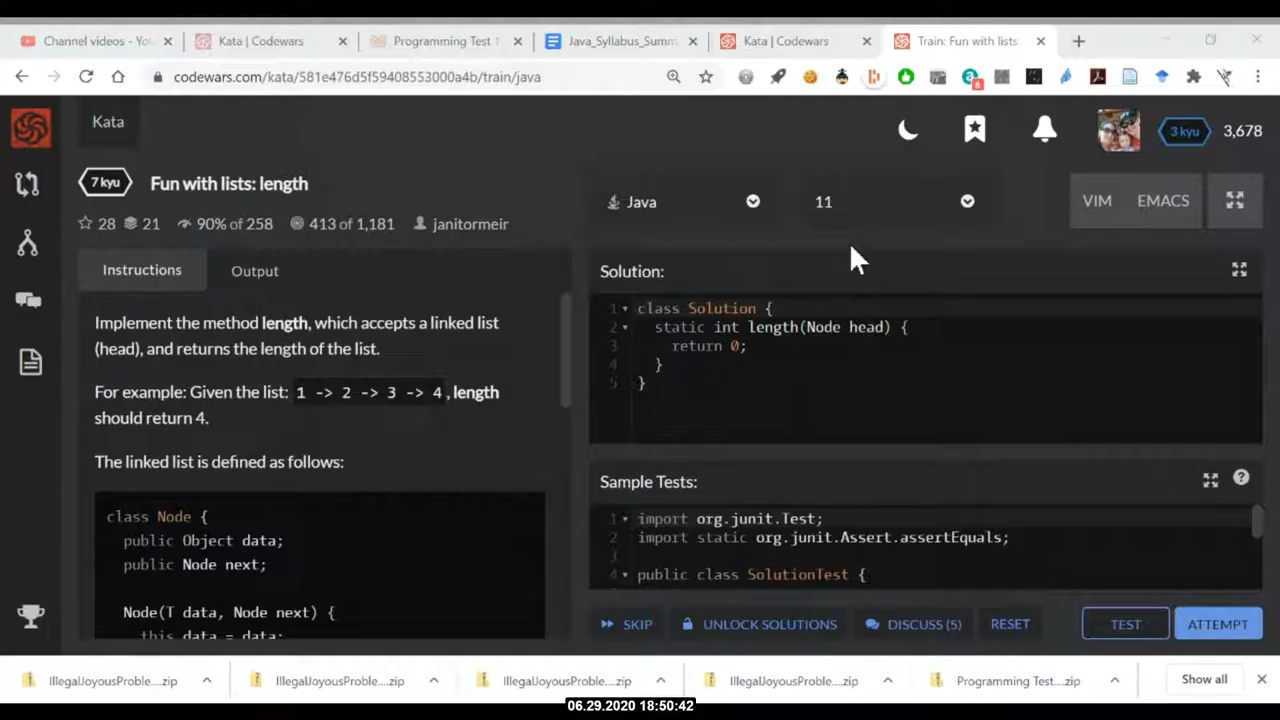 Channel videos - You
Kata | Codewars
Programming Test 1
Java_Syllabus_Summ
Kata | Codewars
Train: Fun with lists:
codewars.com/kata/581e476d5f59408553000a4b/train/java
8
Kata
3 kyu
3,678
7 kyu
Fun with lists: length
Java
11
VIM
EMACS
28
21
90% of 258
413 of 1,181
janitormeir
Instructions
Output
Implement the method length, which accepts a linked list
(head), and returns the length of the list.
For example: Given the list: 1 -> 2 -> 3 -> 4, length
should return 4.
The linked list is defined as follows:
class Node {
public Object data;
public Node next;
Node(T data, Node next) {
this.data = data;
Solution:
1 class Solution {
2 static int length(Node head) {
3 return 0;
4 }
5 }
Sample Tests:
1 import org.junit.Test;
2 import static org.junit.Assert.assertEquals;
3
4 public class SolutionTest {
SKIP
UNLOCK SOLUTIONS
DISCUSS (5)
RESET
TEST
ATTEMPT
IllegalJoyousProble....zip
IllegalJoyousProble....zip
IllegalJoyousProble....zip
IllegalJoyousProble....zip
Programming Test....zip
Show all
06.29.2020 18:50:42